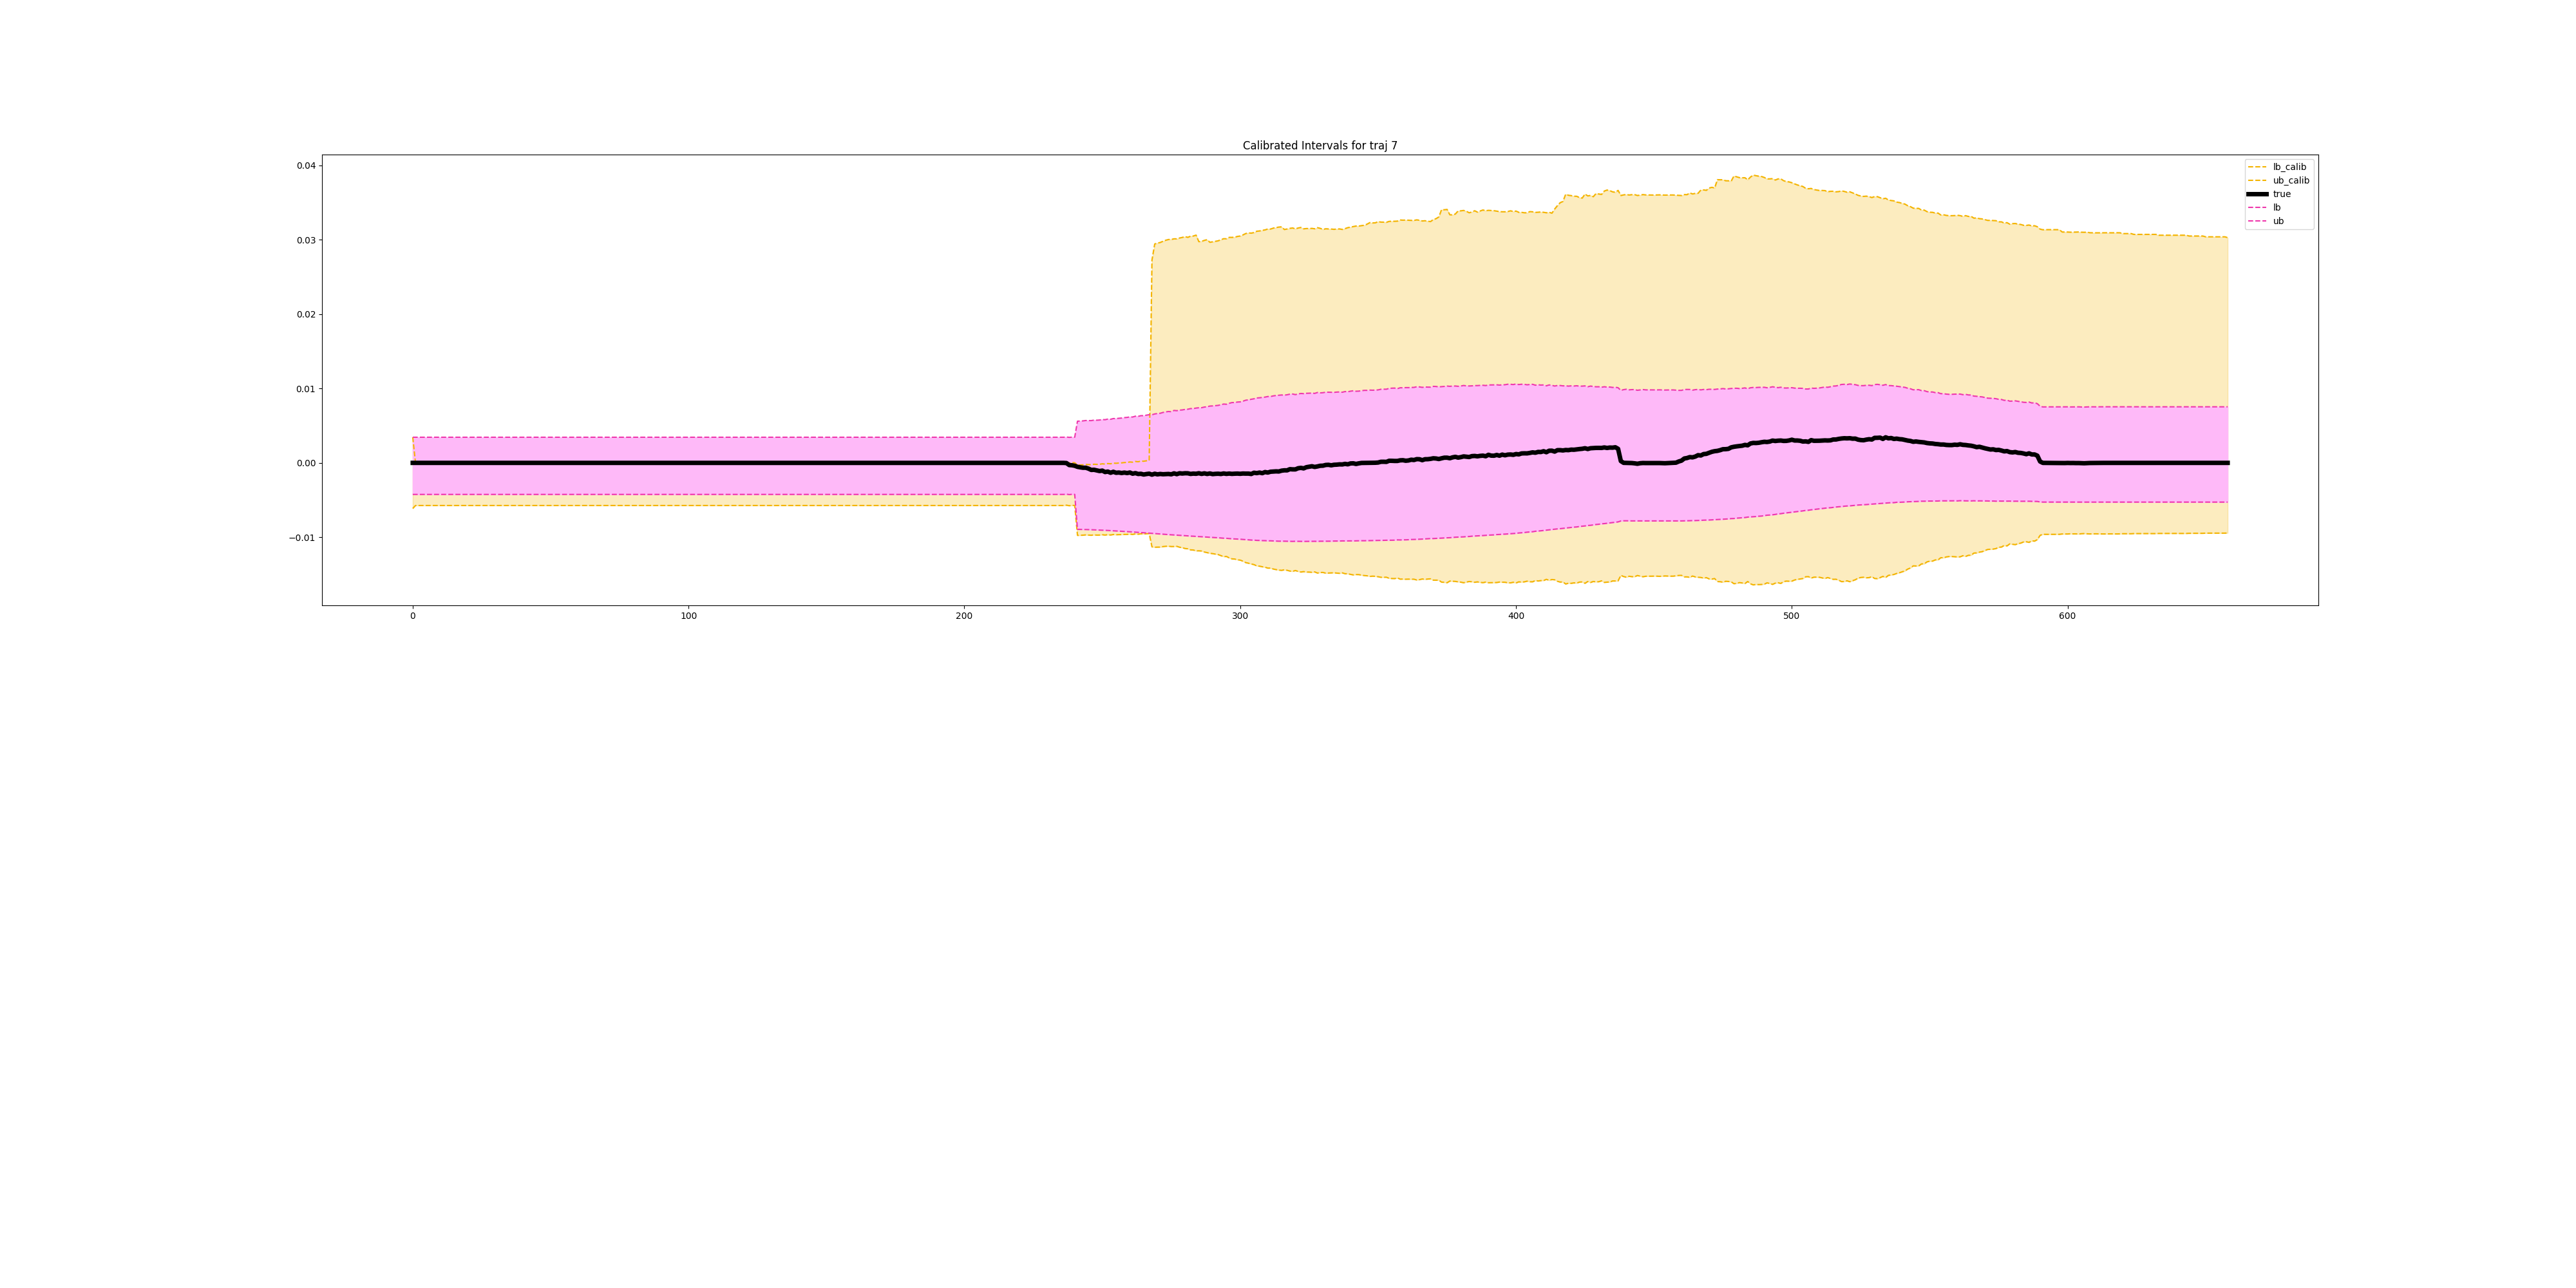 Calibrated Intervals for traj 7
0.04
0.03
0.02
0.01
0.00
−0.01
0 100 200 300 400 500 600
lb_calib
ub_calib
true
lb
ub